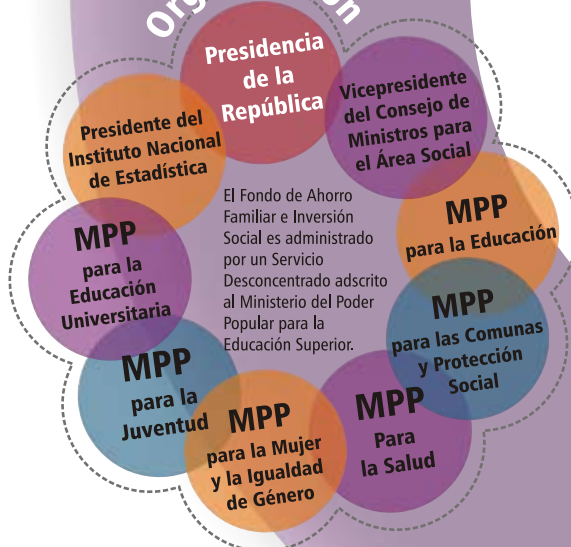 Presidencia
de la
República
Vicepresidente
del Consejo de
Ministros para
el Área Social
MPP
para la Educación
MPP
para las Comunas
y Protección
Social
MPP
Para
la Salud
MPP
para la Mujer
y la Igualdad
de Género
MPP
para la
Juventud
MPP
para la
Educación
Universitaria
Presidente del
Instituto Nacional
de Estadística
El Fondo de Ahorro
Familiar e Inversión
Social es administrado
por un Servicio
Desconcentrado adscrito
al Ministerio del Poder
Popular para la
Educación Superior.